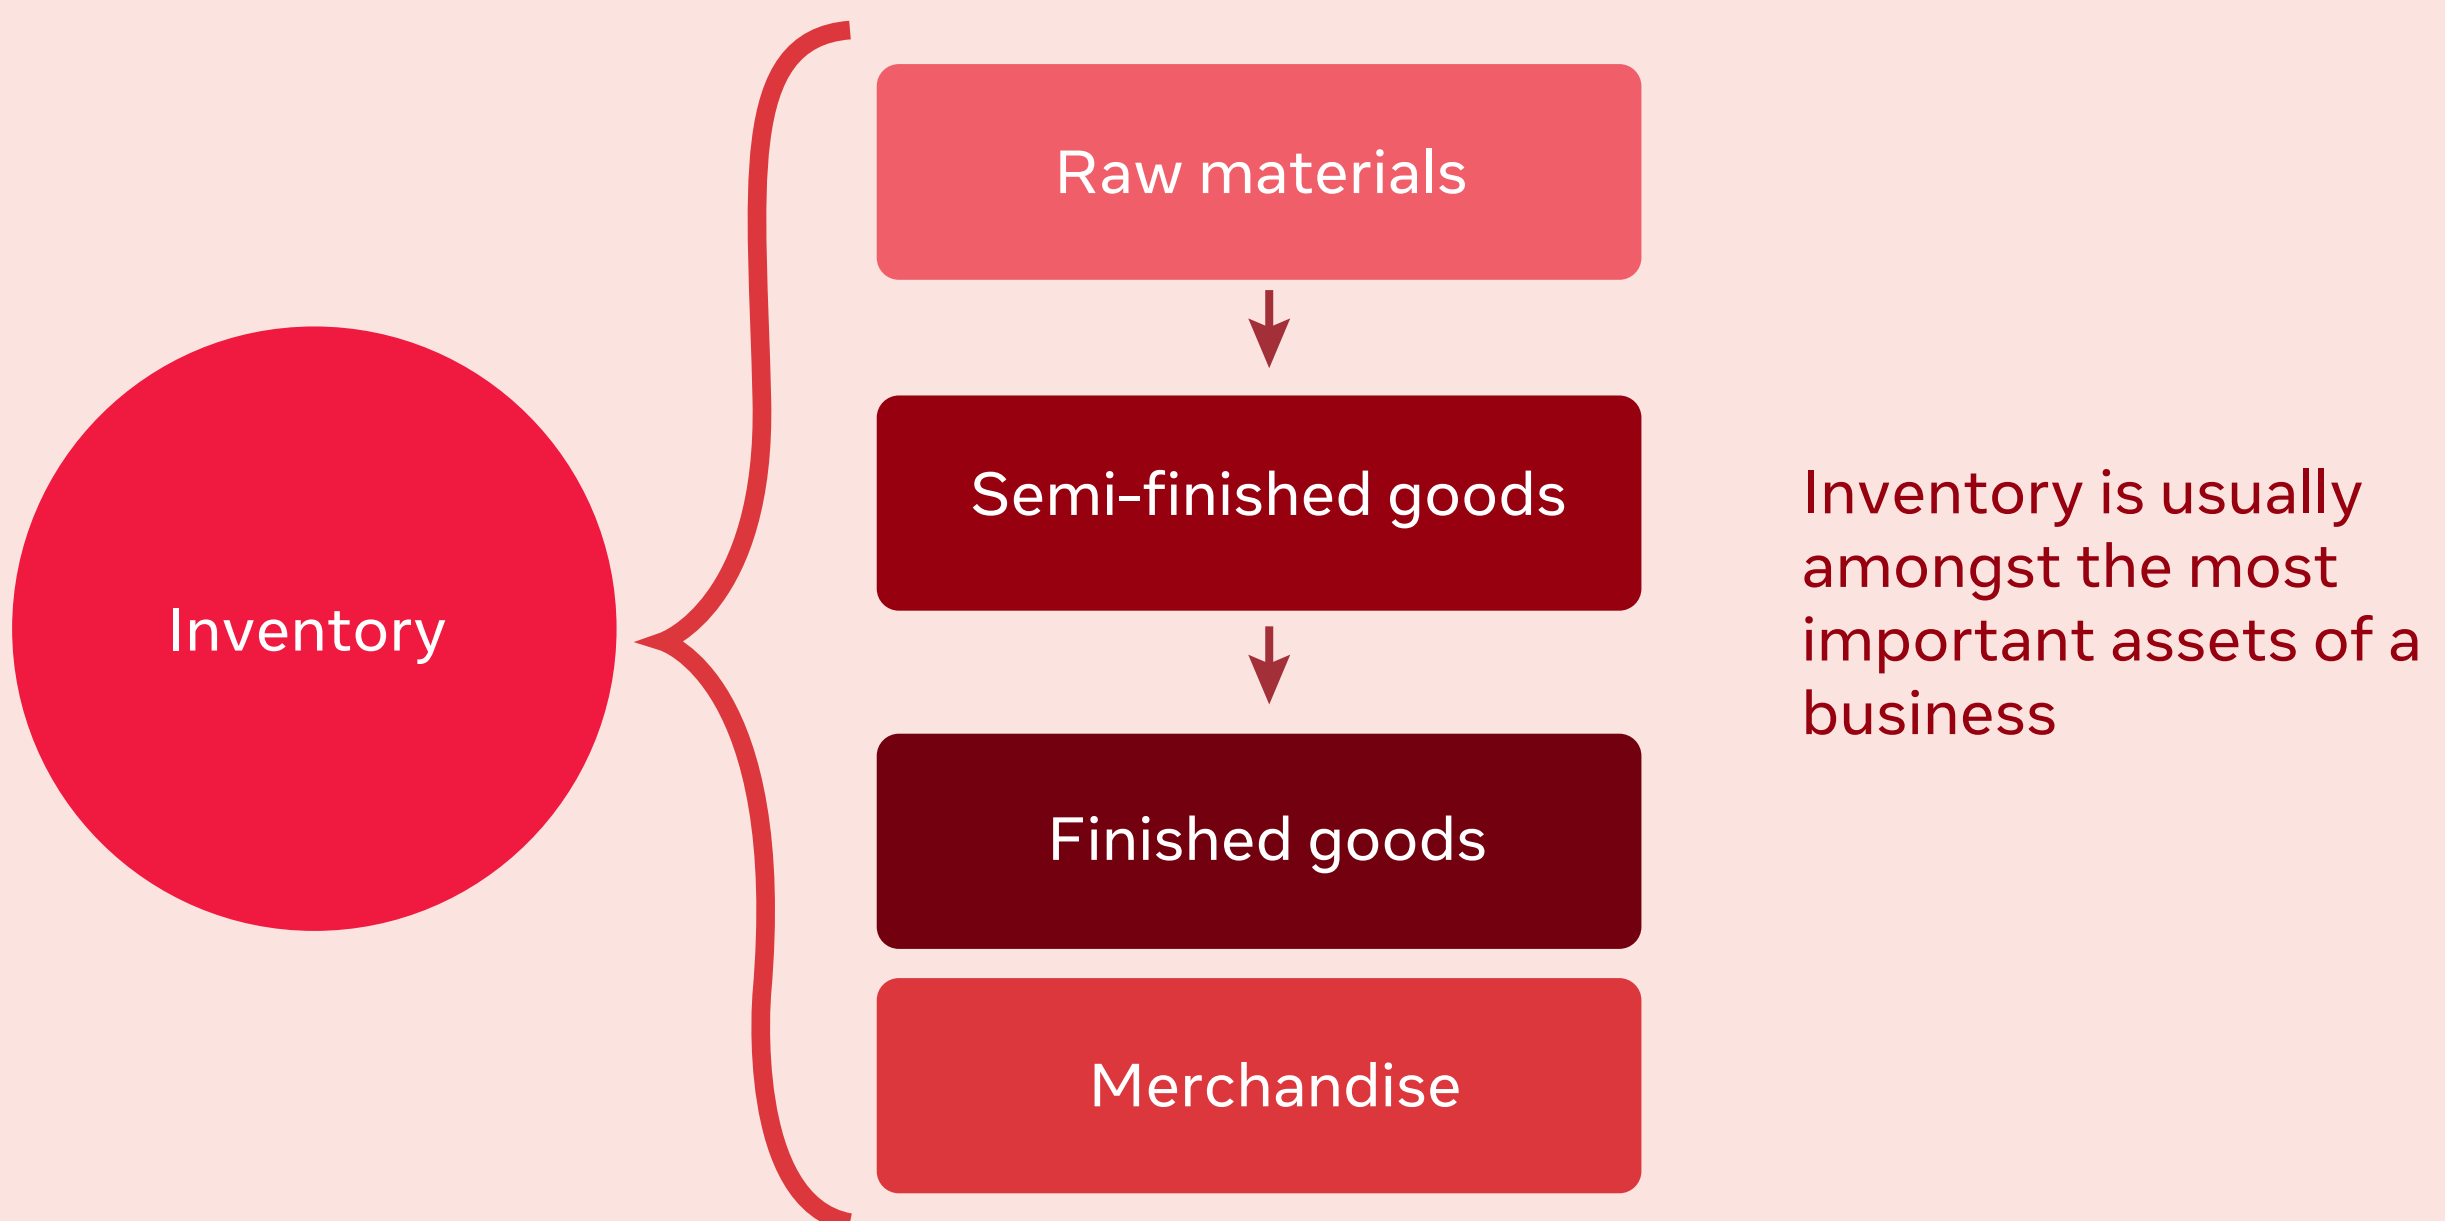 Inventory
Raw materials
Semi-finished goods
Finished goods
Merchandise
Inventory is usually
amongst the most
important assets of a
business